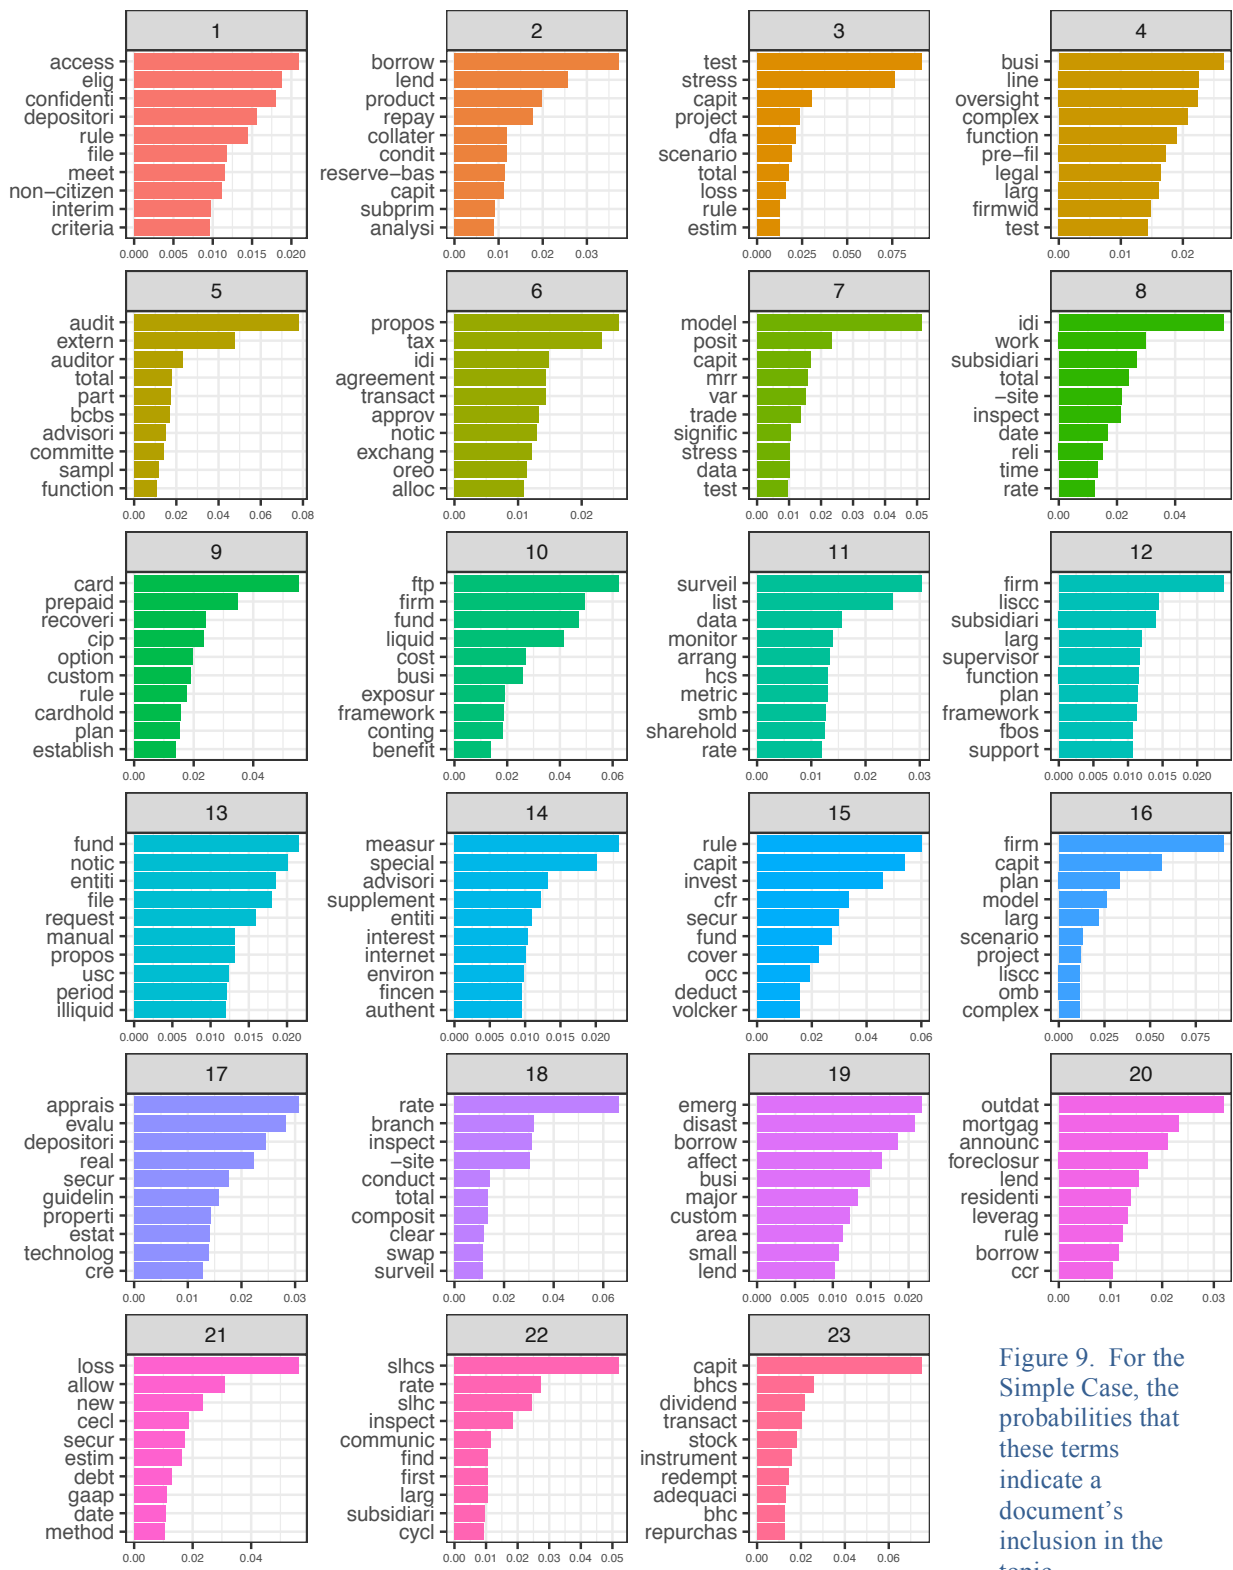 1
access
elig
confidenti
depositori
rule
file
meet
non−citizen
interim
criteria
0.000 0.005 0.010 0.015 0.020
2
borrow
lend
product
repay
collater
condit
reserve−bas
capit
subprim
analysi
0.00 0.01 0.02 0.03
3
test
stress
capit
project
dfa
scenario
total
loss
rule
estim
0.000 0.025 0.050 0.075
4
busi
line
oversight
complex
function
pre−fil
legal
larg
firmwid
test
0.00 0.01 0.02
5
audit
extern
auditor
total
part
bcbs
advisori
committe
sampl
function
0.00 0.02 0.04 0.06 0.08
6
propos
tax
idi
agreement
transact
approv
notic
exchang
oreo
alloc
0.00 0.01 0.02
7
model
posit
capit
mrr
var
trade
signific
stress
data
test
0.00 0.01 0.02 0.03 0.04 0.05
8
idi
work
subsidiari
total
−site
inspect
date
reli
time
rate
0.00 0.02 0.04
9
card
prepaid
recoveri
cip
option
custom
rule
cardhold
plan
establish
0.00 0.02 0.04
10
ftp
firm
fund
liquid
cost
busi
exposur
framework
conting
benefit
0.00 0.02 0.04 0.06
11
surveil
list
data
monitor
arrang
hcs
metric
smb
sharehold
rate
0.00 0.01 0.02 0.03
12
firm
liscc
subsidiari
larg
supervisor
function
plan
framework
fbos
support
0.000 0.005 0.010 0.015 0.020
13
fund
notic
entiti
file
request
manual
propos
usc
period
illiquid
0.000 0.005 0.010 0.015 0.020
14
measur
special
advisori
supplement
entiti
interest
internet
environ
fincen
authent
0.000 0.005 0.010 0.015 0.020
15
rule
capit
invest
cfr
secur
fund
cover
occ
deduct
volcker
0.00 0.02 0.04 0.06
16
firm
capit
plan
model
larg
scenario
project
liscc
omb
complex
0.000 0.025 0.050 0.075
17
apprais
evalu
depositori
real
secur
guidelin
properti
estat
technolog
cre
0.00 0.01 0.02 0.03
18
rate
branch
inspect
−site
conduct
total
composit
clear
swap
surveil
0.00 0.02 0.04 0.06
19
emerg
disast
borrow
affect
busi
major
custom
area
small
lend
0.000 0.005 0.010 0.015 0.020
20
outdat
mortgag
announc
foreclosur
lend
residenti
leverag
rule
borrow
ccr
0.00 0.01 0.02 0.03
21
loss
allow
new
cecl
secur
estim
debt
gaap
date
method
0.00 0.02 0.04
22
slhcs
rate
slhc
inspect
communic
find
first
larg
subsidiari
cycl
0.00 0.01 0.02 0.03 0.04 0.05
23
capit
bhcs
dividend
transact
stock
instrument
redempt
adequaci
bhc
repurchas
0.00 0.02 0.04 0.06
Figure 9. For the
Simple Case, the
probabilities that
these terms
indicate a
document’s
inclusion in the